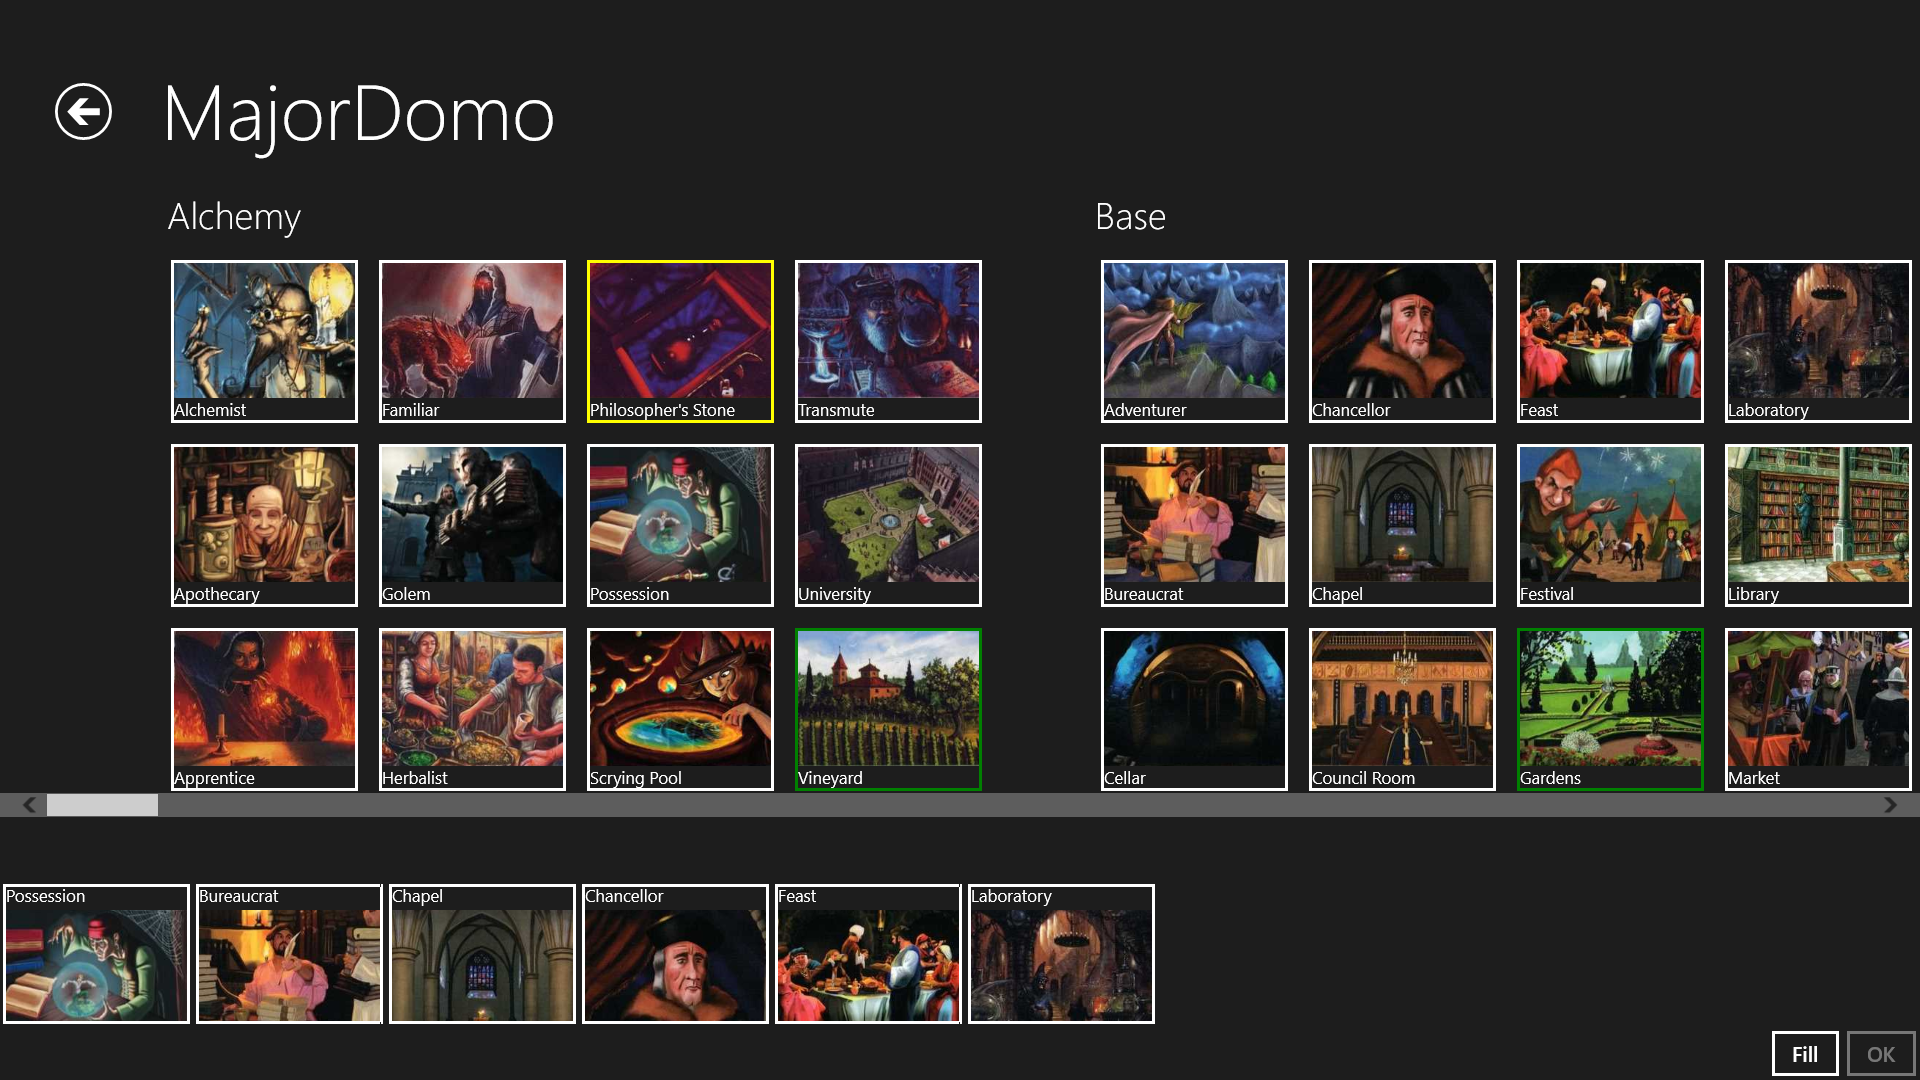 MajorDomo
Alchemy
Base
Alchemist
Familiar
Philosopher's Stone
Transmute
Adventurer
Chancellor
Feast
Laboratory
Apothecary
Golem
Possession
University
Bureaucrat
Chapel
Festival
Library
Apprentice
Herbalist
Scrying Pool
Vineyard
Cellar
Council Room
Gardens
Market
Possession
Bureaucrat
Chapel
Chancellor
Feast
Laboratory
Fill
OK